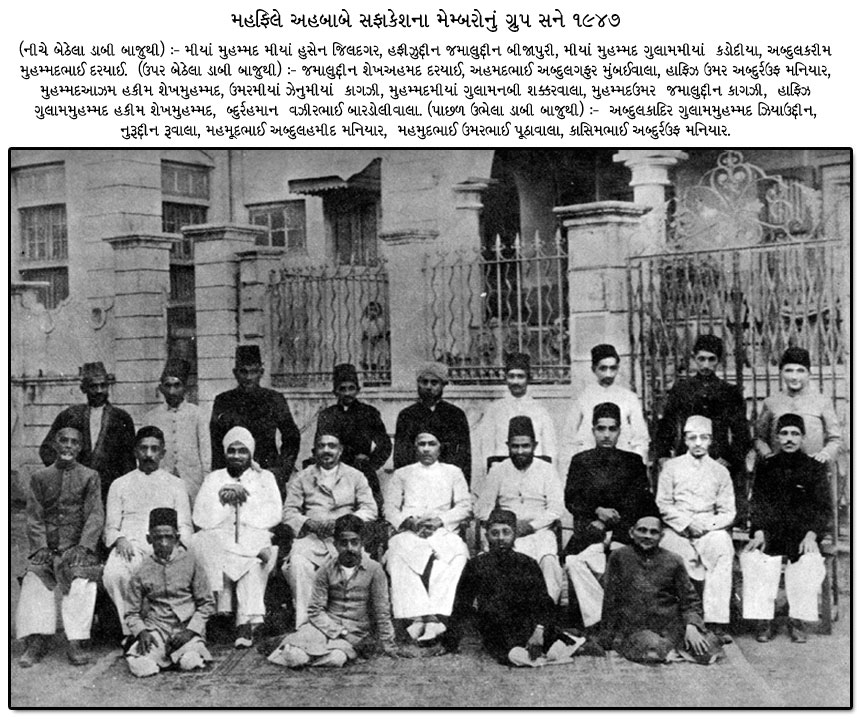 મહફિલે અહબાબે સફાકેશના મેમ્બરોનું ગ્રુપ સને ૧૯૪૭
(નીચે બેઠેલા ડાબી બાજુથી) :- મીયાં મુહમ્મદ મીયાં હુસેન જિલદગર, હફીઝુદ્દીન જમાલુદ્દીન બીજાપુરી, મીયાં મુહમ્મદ ગુલામમીયાં કડોદીયા, અબ્દુલકરીમ
મુહમ્મદભાઈ દરયાઈ. (ઉપર બેઠેલા ડાબી બાજુથી) :- જમાલુદ્દીન શેખઅહમદ દરયાઈ, અહમદભાઈ અબ્દુલગફુર મુંબઈવાલા, હાફિઝ ઉમર અબ્દુર્રઉફ મનિયાર,
મુહમ્મદઆઝમ હકીમ શેખમુહમ્મદ, ઉમરમીયાં ઝેનુમીયાં કાગઝી, મુહમ્મદમીયાં ગુલામનબી શક્કરવાલા, મુહમ્મદઉમર જમાલુદ્દીન કાગઝી, હાફિઝ
ગુલામમુહમ્મદ હકીમ શેખમુહમ્મદ, બ્દુર્રહમાન વઝીરભાઈ બારડોલીવાલા. (પાછળ ઉભેલા ડાબી બાજુથી) :- અબ્દુલકાદિર ગુલામમુહમ્મદ ઝિયાઉદ્દીન,
નુરૂદ્દીન રૂવાલા, મહમૂદભાઈ અબ્દુલહમીદ મનિયાર, મહમુદભાઈ ઉમરભાઈ પૂઠાવાલા, કાસિમભાઈ અબ્દુર્રઉફ મનિયાર.